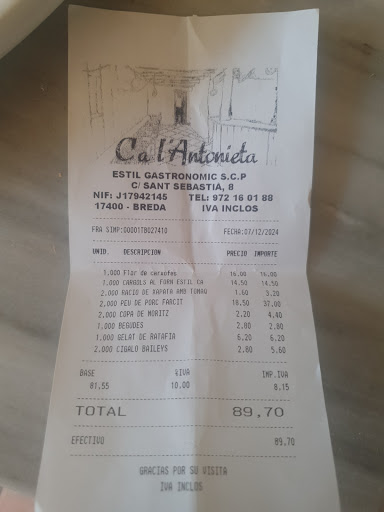 Ca l'Antonieta
ESTIL GASTRONOMIC S.C.P
C/ SANT SEBASTIA, 8
NIF: J17942145 TEL: 972 16 01 88
17400 - BREDA IVA INCLOS
FRA SIMP:00001TB027410 FECHA:07/12/2024
UNID. DESCRIPCION PRECIO IMPORTE
1,000 Flor de carxofas 16.00 16.00
1,000 CARGOLS AL FORN ESTIL CA 14.50 14.50
2,000 RACIO DE PAPATA AMB TOMAQ 1.60 3.20
2,000 PEU DE PORC FARCIT 18.50 37.00
2,000 COPA DE MORITZ 2.20 4.40
1,000 BEGUDES 2.80 2.80
1,000 GELAT DE RATAFIA 6.20 6.20
2,000 CIGALO BAILEYS 2.80 5.60
BASE %IVA IMP.IVA
81,55 10.00 8,15
TOTAL 89,70
EFECTIVO 89,70
GRACIAS POR SU VISITA
IVA INCLOS